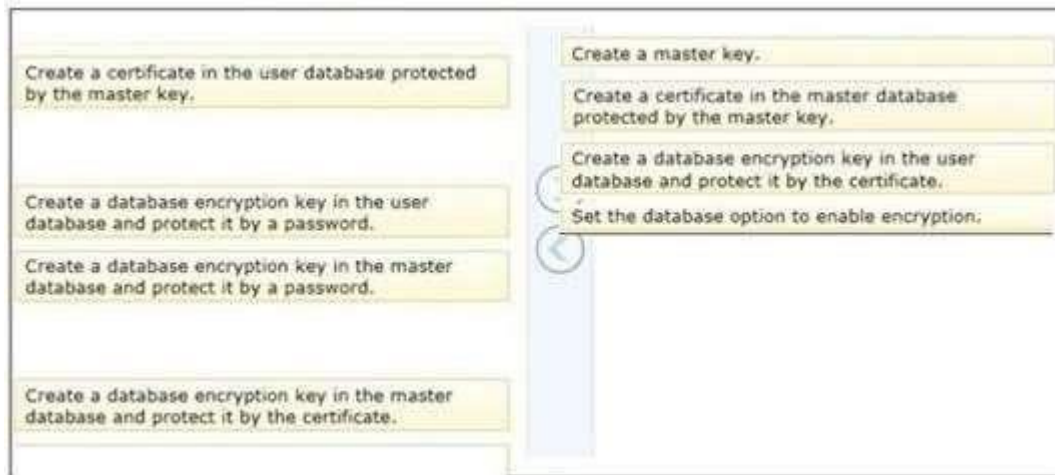 Create a certificate in the user database protected
by the master key.
Create a database encryption key in the user
database and protect it by a password.
Create a database encryption key in the master
database and protect it by a password.
Create a database encryption key in the master
database and protect it by the certificate.
Create a master key.
Create a certificate in the master database
protected by the master key.
Create a database encryption key in the user
database and protect it by the certificate.
Set the database option to enable encryption.